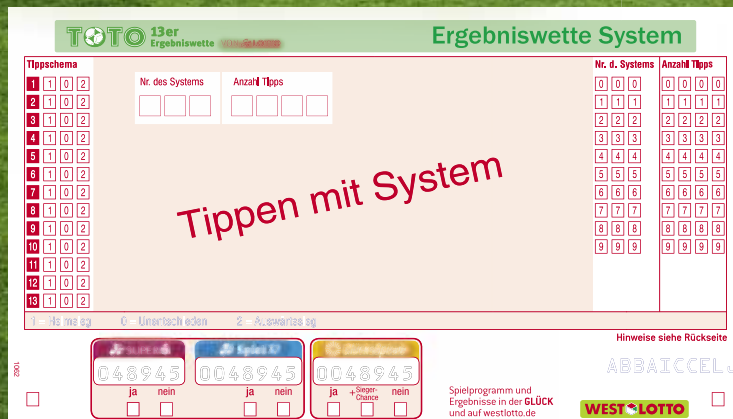 TOTO 13er Ergebniswette
Ergebniswette System
Tippschema
Nr. des Systems Anzahl Tipps
Nr. d. Systems Anzahl Tipps
1 1 0 2
2 1 0 2
3 1 0 2
4 1 0 2
5 1 0 2
6 1 0 2
7 1 0 2
8 1 0 2
9 1 0 2
10 1 0 2
11 1 0 2
12 1 0 2
13 1 0 2
Tippen mit System
0 0 0 0 0 0 0
1 1 1 1 1 1 1
2 2 2 2 2 2 2
3 3 3 3 3 3 3
4 4 4 4 4 4 4
5 5 5 5 5 5 5
6 6 6 6 6 6 6
7 7 7 7 7 7 7
8 8 8 8 8 8 8
9 9 9 9 9 9 9
0 = Unentschieden
Hinweise siehe Rückseite
1062
048945 0048945 0048945
ja nein ja nein ja +Sieger-Chance nein
Spielprogramm und
Ergebnisse in der GLÜCK
und auf westlotto.de
WEST LOTTO